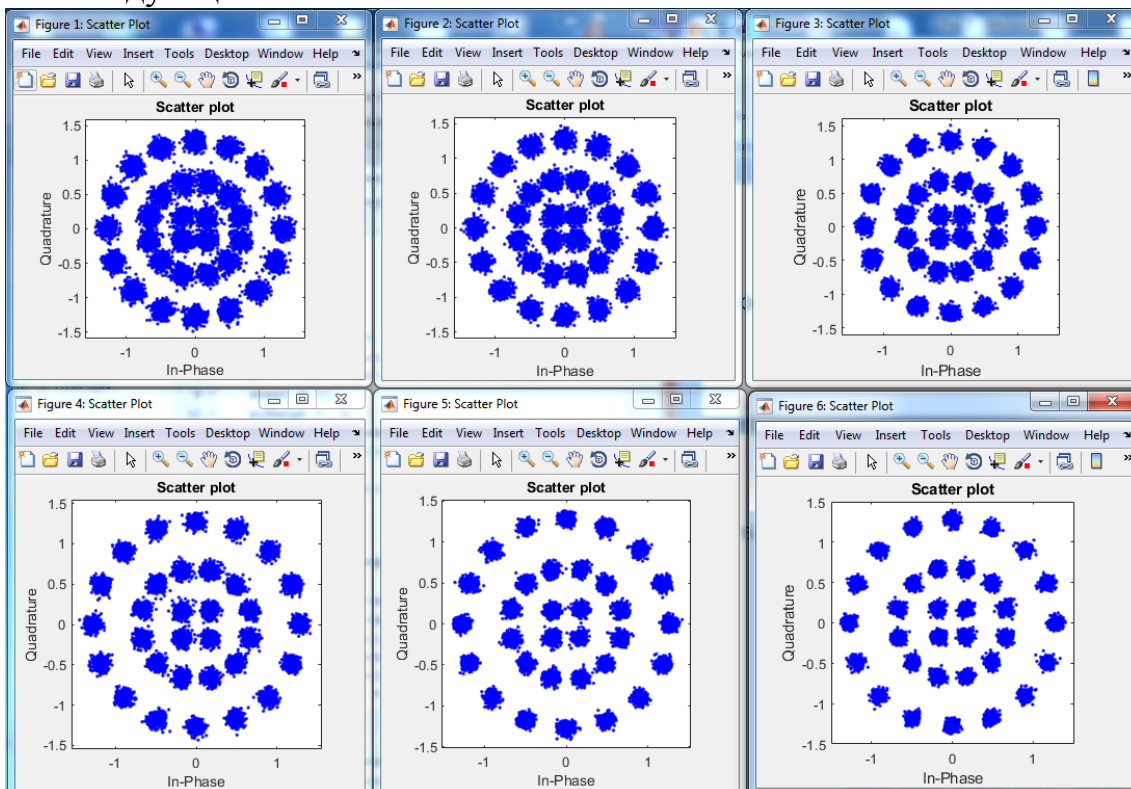 Figure 1: Scatter Plot
File Edit View Insert Tools Desktop Window Help
Scatter plot
1.5
1
0.5
0
-0.5
-1
-1.5
Quadrature
-1 0 1
In-Phase
Figure 2: Scatter Plot
File Edit View Insert Tools Desktop Window Help
Scatter plot
1.5
1
0.5
0
-0.5
-1
-1.5
Quadrature
-1 0 1
In-Phase
Figure 3: Scatter Plot
File Edit View Insert Tools Desktop Window Help
Scatter plot
1.5
1
0.5
0
-0.5
-1
-1.5
Quadrature
-1 0 1
In-Phase
Figure 4: Scatter Plot
File Edit View Insert Tools Desktop Window Help
Scatter plot
1.5
1
0.5
0
-0.5
-1
-1.5
Quadrature
-1 0 1
In-Phase
Figure 5: Scatter Plot
File Edit View Insert Tools Desktop Window Help
Scatter plot
1.5
1
0.5
0
-0.5
-1
-1.5
Quadrature
-1 0 1
In-Phase
Figure 6: Scatter Plot
File Edit View Insert Tools Desktop Window Help
Scatter plot
1.5
1
0.5
0
-0.5
-1
-1.5
Quadrature
-1 0 1
In-Phase